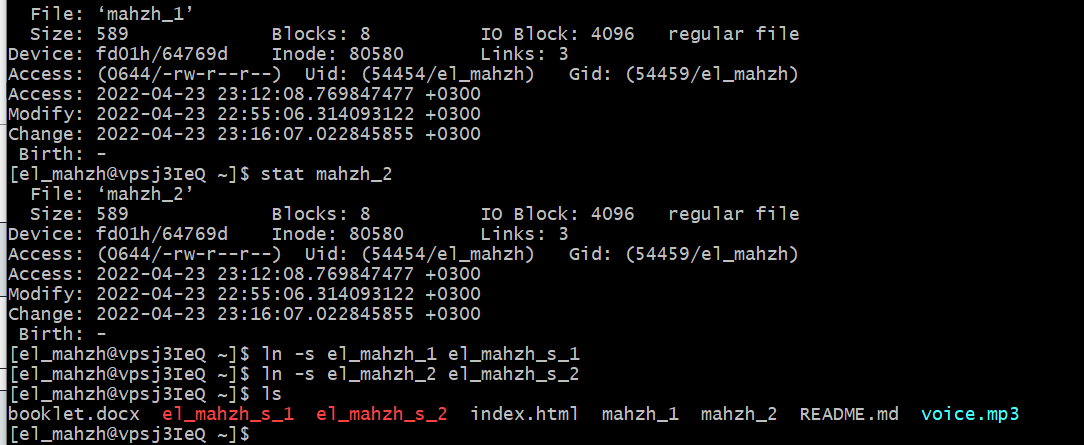 File: ‘mahzh_1’
Size: 589 Blocks: 8 IO Block: 4096 regular file
Device: fd01h/64769d Inode: 80580 Links: 3
Access: (0644/-rw-r--r--) Uid: (54454/el_mahzh) Gid: (54459/el_mahzh)
Access: 2022-04-23 23:12:08.769847477 +0300
Modify: 2022-04-23 22:55:06.314093122 +0300
Change: 2022-04-23 23:16:07.022845855 +0300
Birth: -
[el_mahzh@vpsj3IeQ ~]$ stat mahzh_2
File: ‘mahzh_2’
Size: 589 Blocks: 8 IO Block: 4096 regular file
Device: fd01h/64769d Inode: 80580 Links: 3
Access: (0644/-rw-r--r--) Uid: (54454/el_mahzh) Gid: (54459/el_mahzh)
Access: 2022-04-23 23:12:08.769847477 +0300
Modify: 2022-04-23 22:55:06.314093122 +0300
Change: 2022-04-23 23:16:07.022845855 +0300
Birth: -
[el_mahzh@vpsj3IeQ ~]$ ln -s el_mahzh_1 el_mahzh_s_1
[el_mahzh@vpsj3IeQ ~]$ ln -s el_mahzh_2 el_mahzh_s_2
[el_mahzh@vpsj3IeQ ~]$ ls
booklet.docx el_mahzh_s_1 el_mahzh_s_2 index.html mahzh_1 mahzh_2 README.md voice.mp3
[el_mahzh@vpsj3IeQ ~]$